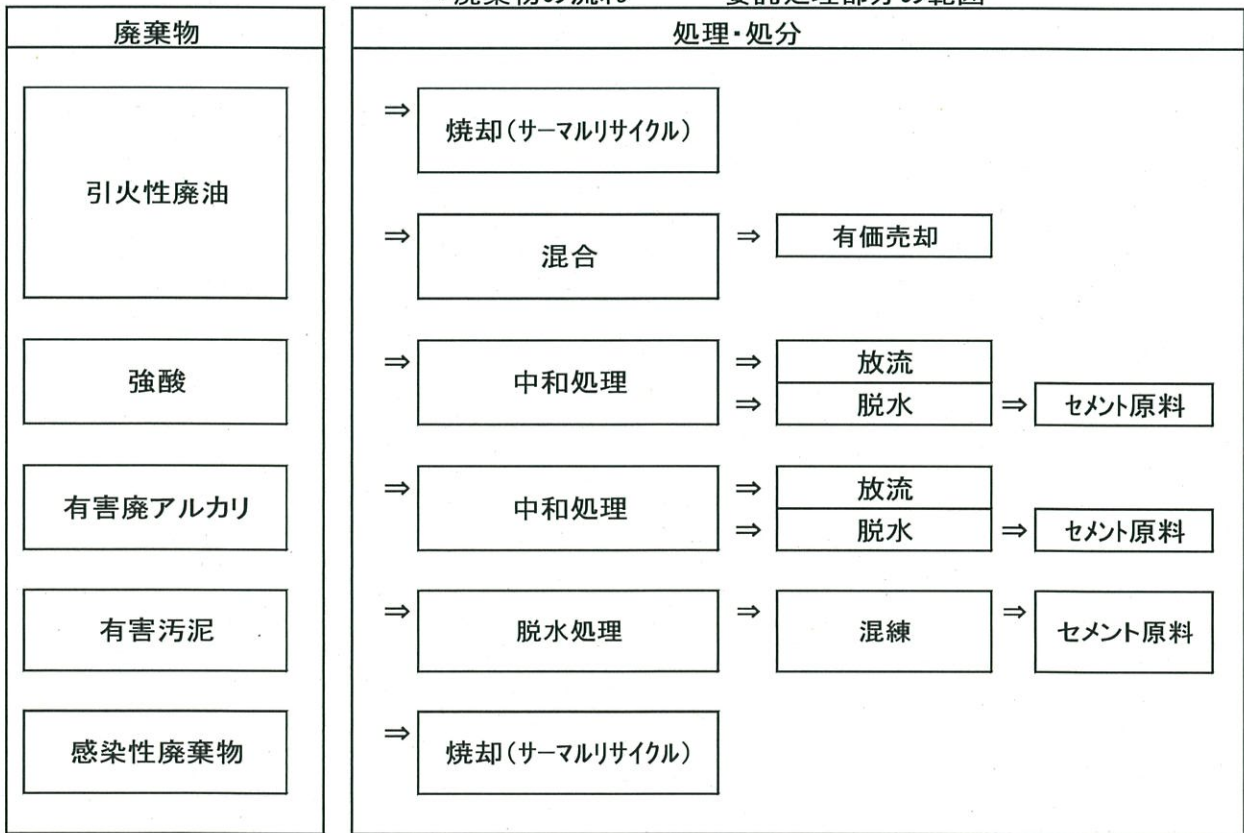 廃棄物
処理・処分
引火性廃油
⇒ 焼却(サーマルリサイクル)
⇒ 混合 ⇒ 有価売却
強酸
⇒ 中和処理 ⇒ 放流
⇒ 脱水 ⇒ セメント原料
有害廃アルカリ
⇒ 中和処理 ⇒ 放流
⇒ 脱水 ⇒ セメント原料
有害汚泥
⇒ 脱水処理 ⇒ 混練 ⇒ セメント原料
感染性廃棄物
⇒ 焼却(サーマルリサイクル)